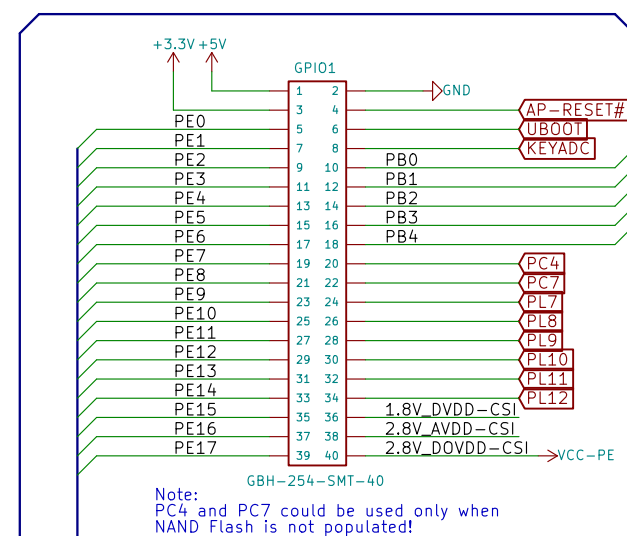 +3.3V +5V
GPIO1
1 2 GND
3 4 AP-RESET#
PE0 5 6 UBOOT
PE1 7 8 KEYADC
PE2 9 10 PB0
PE3 11 12 PB1
PE4 13 14 PB2
PE5 15 16 PB3
PE6 17 18 PB4
PE7 19 20 PC4
PE8 21 22 PC7
PE9 23 24 PL7
PE10 25 26 PL8
PE11 27 28 PL9
PE12 29 30 PL10
PE13 31 32 PL11
PE14 33 34 PL12
PE15 35 36 1.8V_DVDD-CSI
PE16 37 38 2.8V_AVDD-CSI
PE17 39 40 2.8V_DOVDD-CSI VCC-PE
GBH-254-SMT-40
Note:
PC4 and PC7 could be used only when
NAND Flash is not populated!